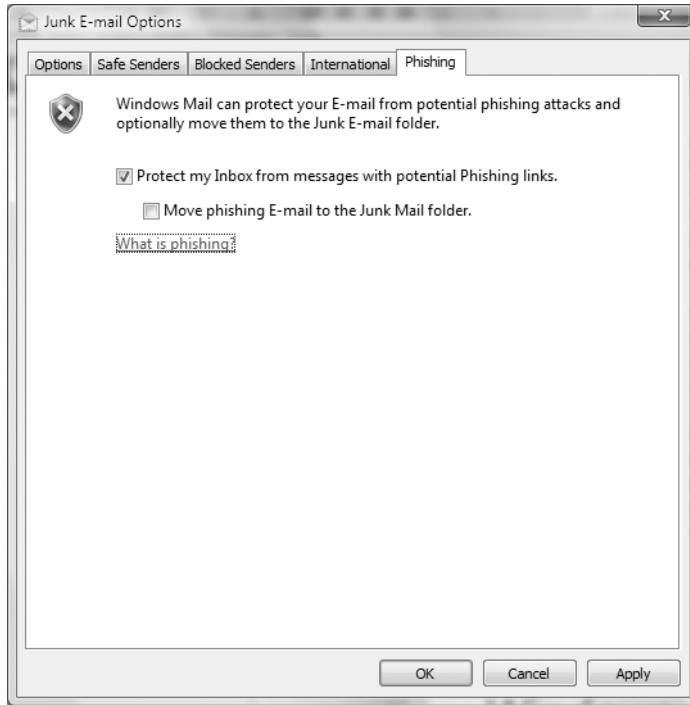 Junk E-mail Options
Options Safe Senders Blocked Senders International Phishing
Windows Mail can protect your E-mail from potential phishing attacks and
optionally move them to the Junk E-mail folder.
Protect my Inbox from messages with potential Phishing links.
Move phishing E-mail to the Junk Mail folder.
What is phishing?
OK Cancel Apply